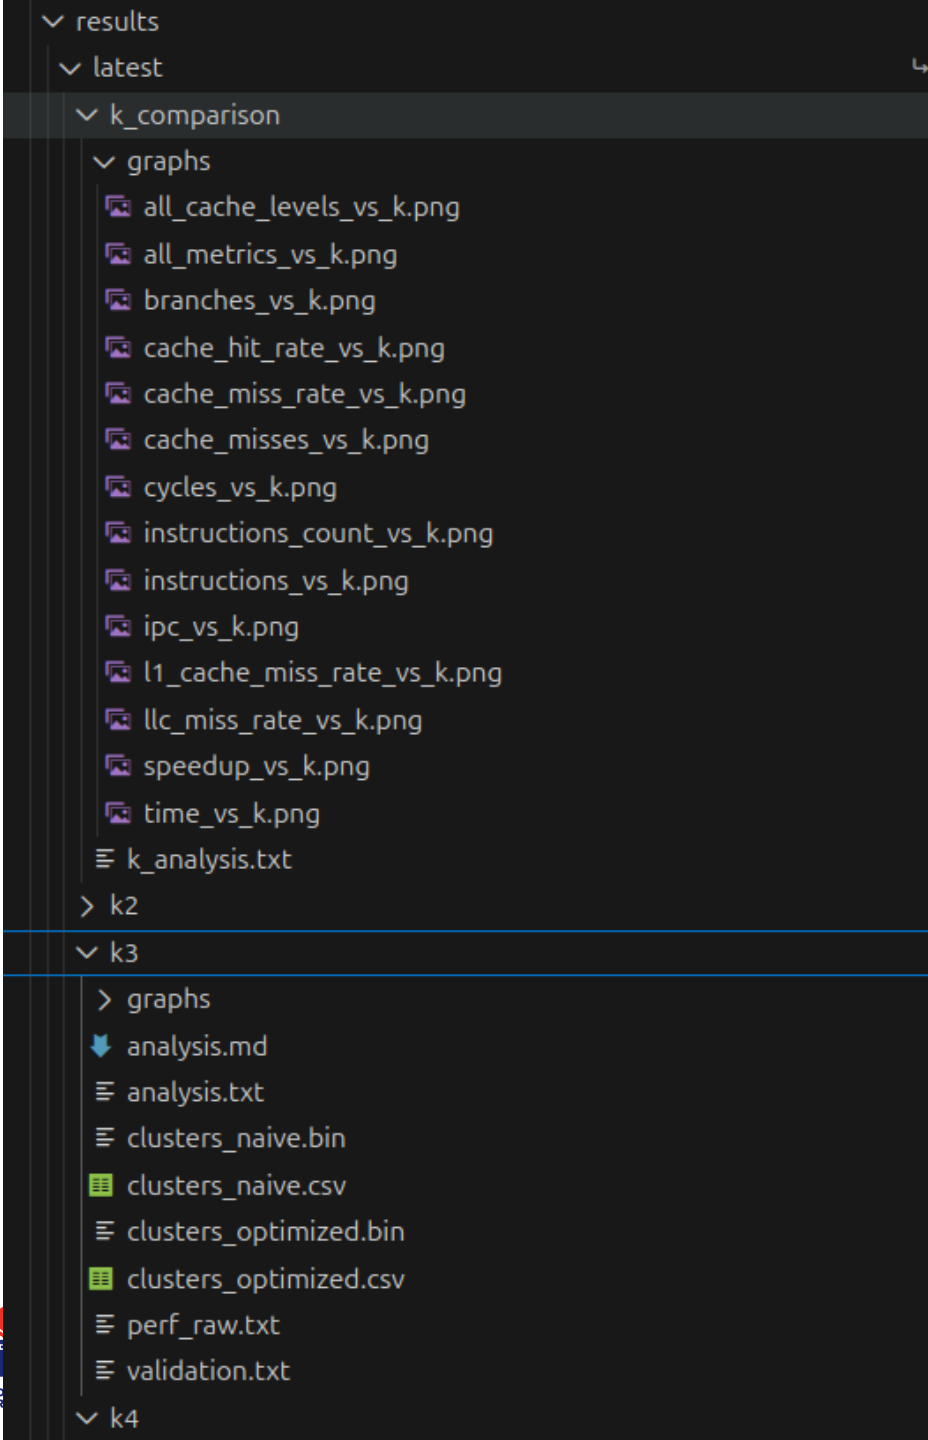 results
latest
k_comparison
graphs
all_cache_levels_vs_k.png
all_metrics_vs_k.png
branches_vs_k.png
cache_hit_rate_vs_k.png
cache_miss_rate_vs_k.png
cache_misses_vs_k.png
cycles_vs_k.png
instructions_count_vs_k.png
instructions_vs_k.png
ipc_vs_k.png
l1_cache_miss_rate_vs_k.png
llc_miss_rate_vs_k.png
speedup_vs_k.png
time_vs_k.png
k_analysis.txt
k2
k3
graphs
analysis.md
analysis.txt
clusters_naive.bin
clusters_naive.csv
clusters_optimized.bin
clusters_optimized.csv
perf_raw.txt
validation.txt
k4